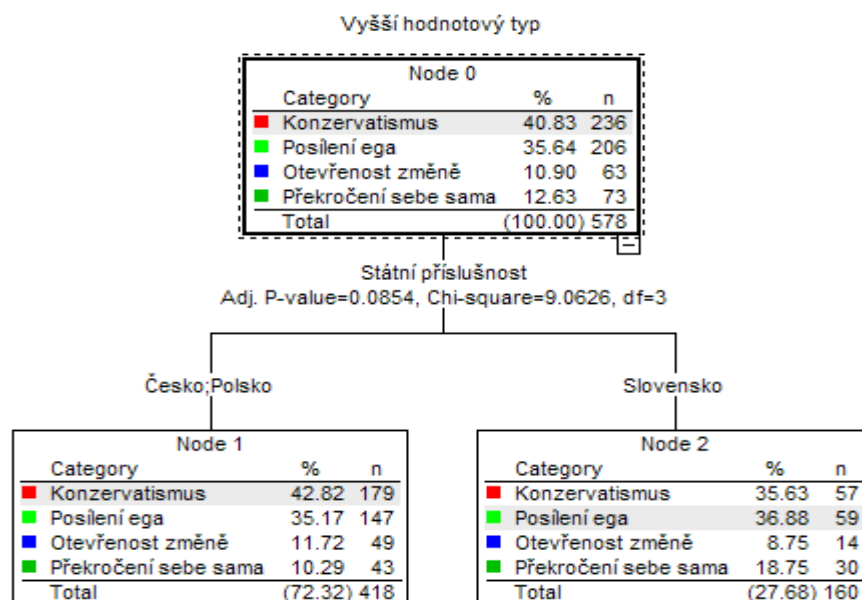 Vyšší hodnotový typ
Node 0
Category % n
Konzervatismus 40.83 236
Posílení ega 35.64 206
Otevřenost změně 10.90 63
Překročení sebe sama 12.63 73
Total (100.00) 578
Státní příslušnost
Adj. P-value=0.0854, Chi-square=9.0626, df=3
Česko;Polsko
Slovensko
Node 1
Category % n
Konzervatismus 42.82 179
Posílení ega 35.17 147
Otevřenost změně 11.72 49
Překročení sebe sama 10.29 43
Total (72.32) 418
Node 2
Category % n
Konzervatismus 35.63 57
Posílení ega 36.88 59
Otevřenost změně 8.75 14
Překročení sebe sama 18.75 30
Total (27.68) 160